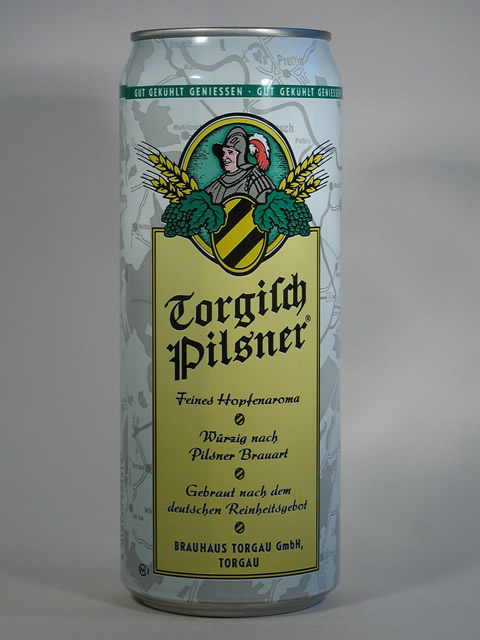 GUT GEKÜHLT GENIESSEN · GUT GEKÜHLT GENIESSEN
Prettin
Torgiſch
Pilsner®
Feines Hopfenaroma
Würzig nach
Pilsner Brauart
Gebraut nach dem
deutschen Reinheitsgebot
BRAUHAUS TORGAU GmbH,
TORGAU